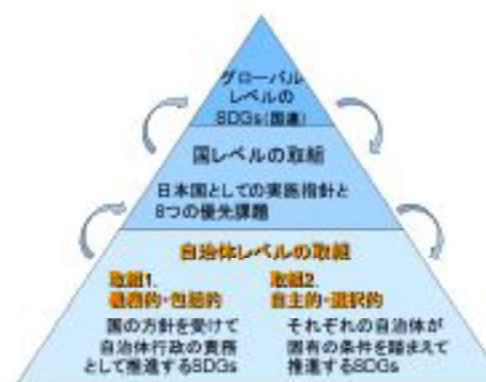 グローバル
レベルの
SDGs(国連)
国レベルの取組
日本国としての実施指針と
8つの優先課題
自治体レベルの取組
取組1.
義務的・包括的
国の方針を受けて
自治体行政の責務
として推進するSDGs
取組2.
自主的・選択的
それぞれの自治体が
固有の条件を踏まえて
推進するSDGs